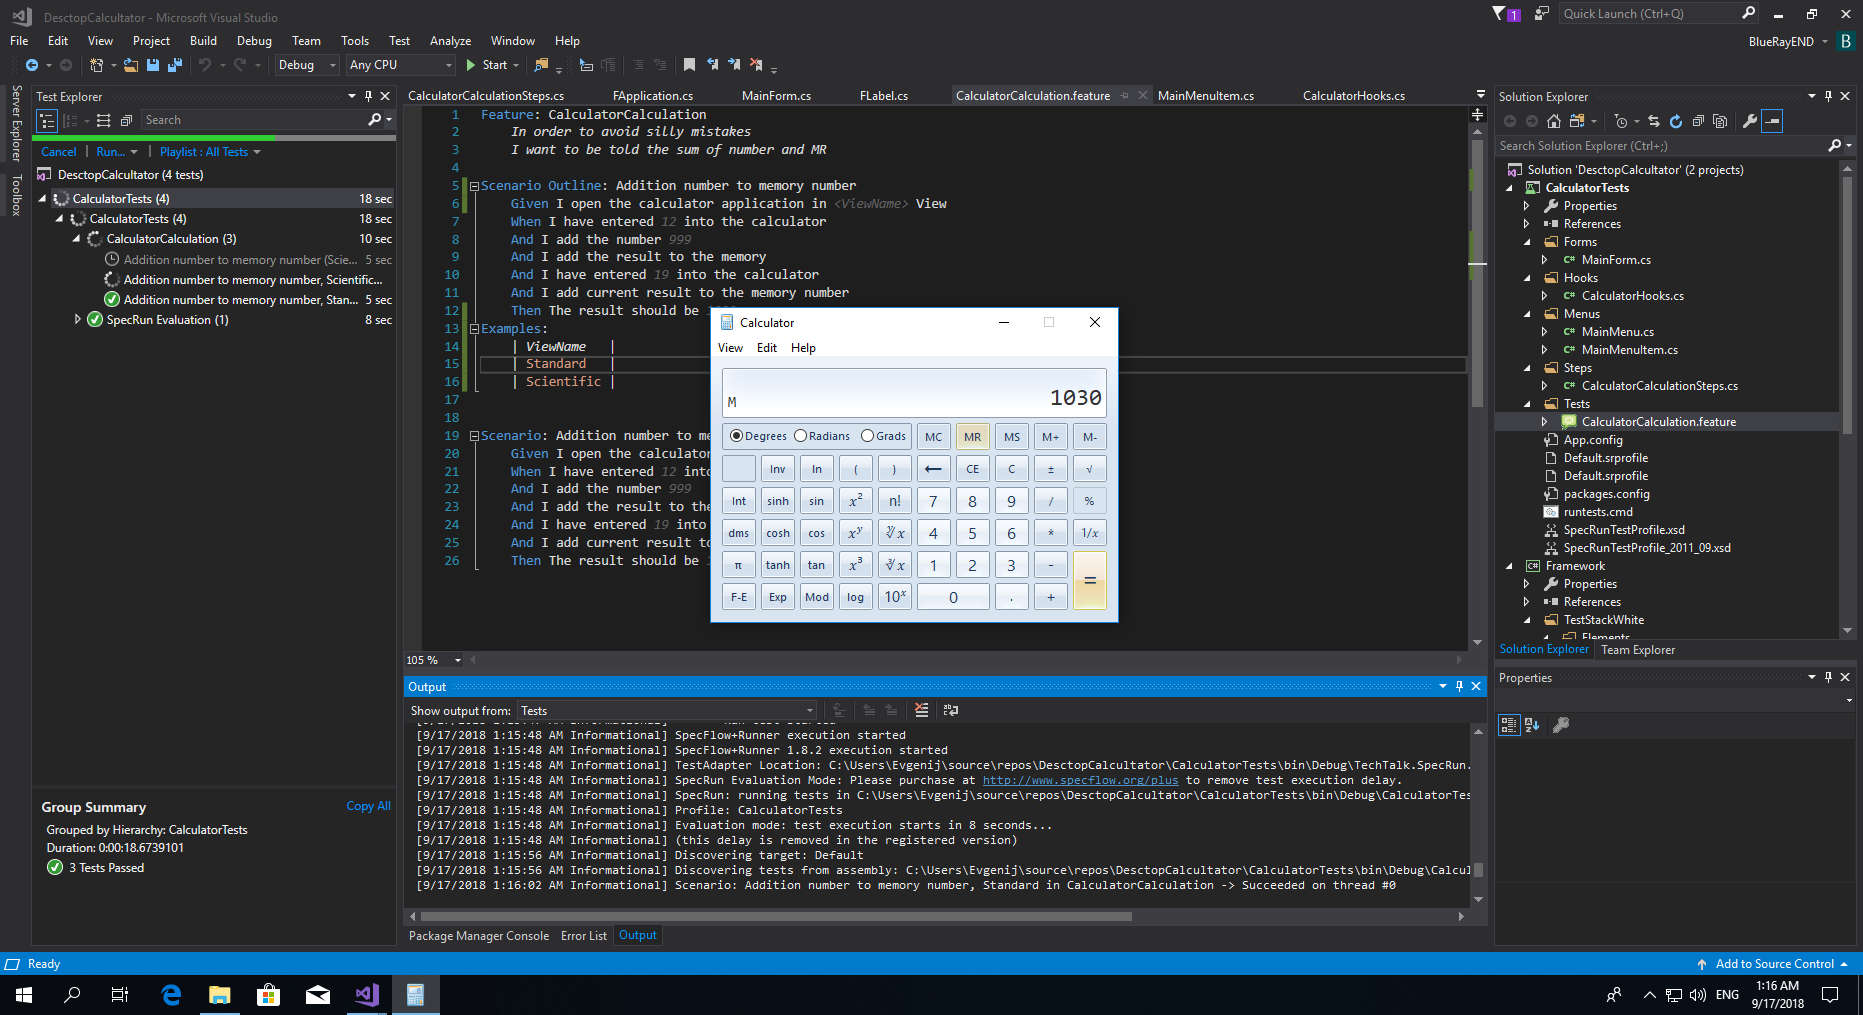 DesctopCalcultator - Microsoft Visual Studio
1
Quick Launch (Ctrl+Q)
File Edit View Project Build Debug Team Tools Test Analyze Window Help
BlueRayEND B
Debug Any CPU Start
Server Explorer
Toolbox
Test Explorer
Search
Cancel | Run... | Playlist : All Tests
DesctopCalcultator (4 tests)
CalculatorTests (4) 18 sec
CalculatorTests (4) 18 sec
CalculatorCalculation (3) 10 sec
Addition number to memory number (Scie... 5 sec
Addition number to memory number, Scientific...
Addition number to memory number, Stan... 5 sec
SpecRun Evaluation (1) 8 sec
Group Summary Copy All
Grouped by Hierarchy: CalculatorTests
Duration: 0:00:18.6739101
3 Tests Passed
CalculatorCalculationSteps.cs FApplication.cs MainForm.cs FLabel.cs CalculatorCalculation.feature MainMenuItem.cs CalculatorHooks.cs
1 Feature: CalculatorCalculation
2 In order to avoid silly mistakes
3 I want to be told the sum of number and MR
4
5 Scenario Outline: Addition number to memory number
6 Given I open the calculator application in <ViewName> View
7 When I have entered 12 into the calculator
8 And I add the number 999
9 And I add the result to the memory
10 And I have entered 19 into the calculator
11 And I add current result to the memory number
12 Then The result should be
13 Examples:
14 | ViewName |
15 | Standard |
16 | Scientific |
17
18
19 Scenario: Addition number to me
20 Given I open the calculator
21 When I have entered 12 into
22 And I add the number 999
23 And I add the result to the
24 And I have entered 19 into
25 And I add current result to
26 Then The result should be
105 %
Calculator
View Edit Help
M 1030
Degrees Radians Grads MC MR MS M+ M-
Inv ln ( ) ← CE C ± √
Int sinh sin x² n! 7 8 9 / %
dms cosh cos xʸ ʸ√x 4 5 6 * 1/x
π tanh tan x³ ³√x 1 2 3 - =
F-E Exp Mod log 10ˣ 0 . +
Output
Show output from: Tests
[9/17/2018 1:15:48 AM Informational] SpecFlow+Runner execution started
[9/17/2018 1:15:48 AM Informational] SpecFlow+Runner 1.8.2 execution started
[9/17/2018 1:15:48 AM Informational] TestAdapter Location: C:\Users\Evgenij\source\repos\DesctopCalcultator\CalculatorTests\bin\Debug\TechTalk.SpecRun.
[9/17/2018 1:15:48 AM Informational] SpecRun Evaluation Mode: Please purchase at http://www.specflow.org/plus to remove test execution delay.
[9/17/2018 1:15:48 AM Informational] SpecRun: running tests in C:\Users\Evgenij\source\repos\DesctopCalcultator\CalculatorTests\bin\Debug\CalculatorTes
[9/17/2018 1:15:48 AM Informational] Profile: CalculatorTests
[9/17/2018 1:15:48 AM Informational] Evaluation mode: test execution starts in 8 seconds...
[9/17/2018 1:15:48 AM Informational] (this delay is removed in the registered version)
[9/17/2018 1:15:56 AM Informational] Discovering target: Default
[9/17/2018 1:15:56 AM Informational] Discovering tests from assembly: C:\Users\Evgenij\source\repos\DesctopCalcultator\CalculatorTests\bin\Debug\Calcul
[9/17/2018 1:16:02 AM Informational] Scenario: Addition number to memory number, Standard in CalculatorCalculation -> Succeeded on thread #0
Package Manager Console Error List Output
Solution Explorer
Search Solution Explorer (Ctrl+;)
Solution 'DesctopCalcultator' (2 projects)
CalculatorTests
Properties
References
Forms
C# MainForm.cs
Hooks
C# CalculatorHooks.cs
Menus
C# MainMenu.cs
C# MainMenuItem.cs
Steps
C# CalculatorCalculationSteps.cs
Tests
CalculatorCalculation.feature
App.config
Default.srprofile
Default.srprofile
packages.config
runtests.cmd
SpecRunTestProfile.xsd
SpecRunTestProfile_2011_09.xsd
C# Framework
Properties
References
TestStackWhite
Elements
Solution Explorer Team Explorer
Properties
Ready
Add to Source Control
ENG
1:16 AM
9/17/2018